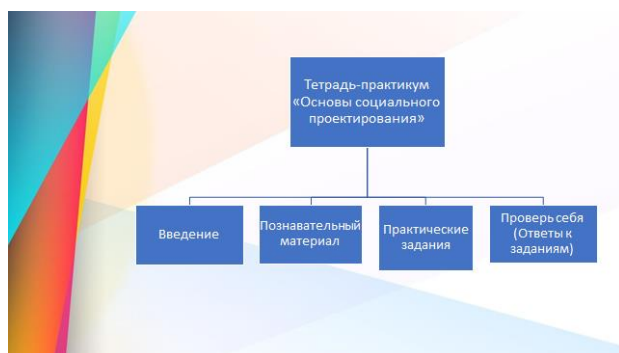 Тетрадь-практикум
«Основы социального
проектирования»
Введение
Познавательный
материал
Практические
задания
Проверь себя
(Ответы к
заданиям)